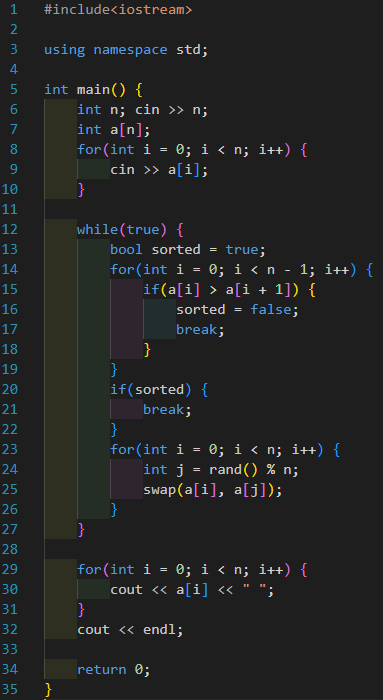 1 #include<iostream>
2
3 using namespace std;
4
5 int main() {
6 int n; cin >> n;
7 int a[n];
8 for(int i = 0; i < n; i++) {
9 cin >> a[i];
10 }
11
12 while(true) {
13 bool sorted = true;
14 for(int i = 0; i < n - 1; i++) {
15 if(a[i] > a[i + 1]) {
16 sorted = false;
17 break;
18 }
19 }
20 if(sorted) {
21 break;
22 }
23 for(int i = 0; i < n; i++) {
24 int j = rand() % n;
25 swap(a[i], a[j]);
26 }
27 }
28
29 for(int i = 0; i < n; i++) {
30 cout << a[i] << " ";
31 }
32 cout << endl;
33
34 return 0;
35 }